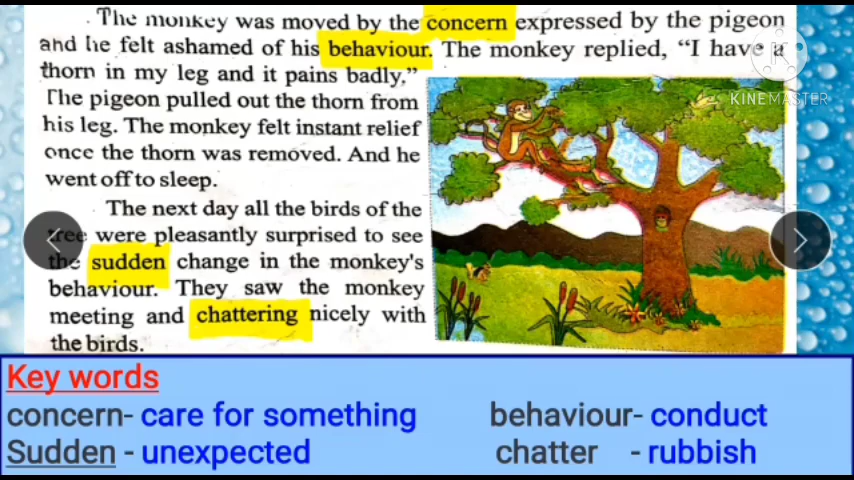 The monkey was moved by the concern expressed by the pigeon
and he felt ashamed of his behaviour. The monkey replied, “I have a
thorn in my leg and it pains badly,”
The pigeon pulled out the thorn from
his leg. The monkey felt instant relief
once the thorn was removed. And he
went off to sleep.
The next day all the birds of the
tree were pleasantly surprised to see
the sudden change in the monkey's
behaviour. They saw the monkey
meeting and chattering nicely with
the birds.
KINEMASTER
Key words
concern- care for something behaviour- conduct
Sudden - unexpected chatter - rubbish